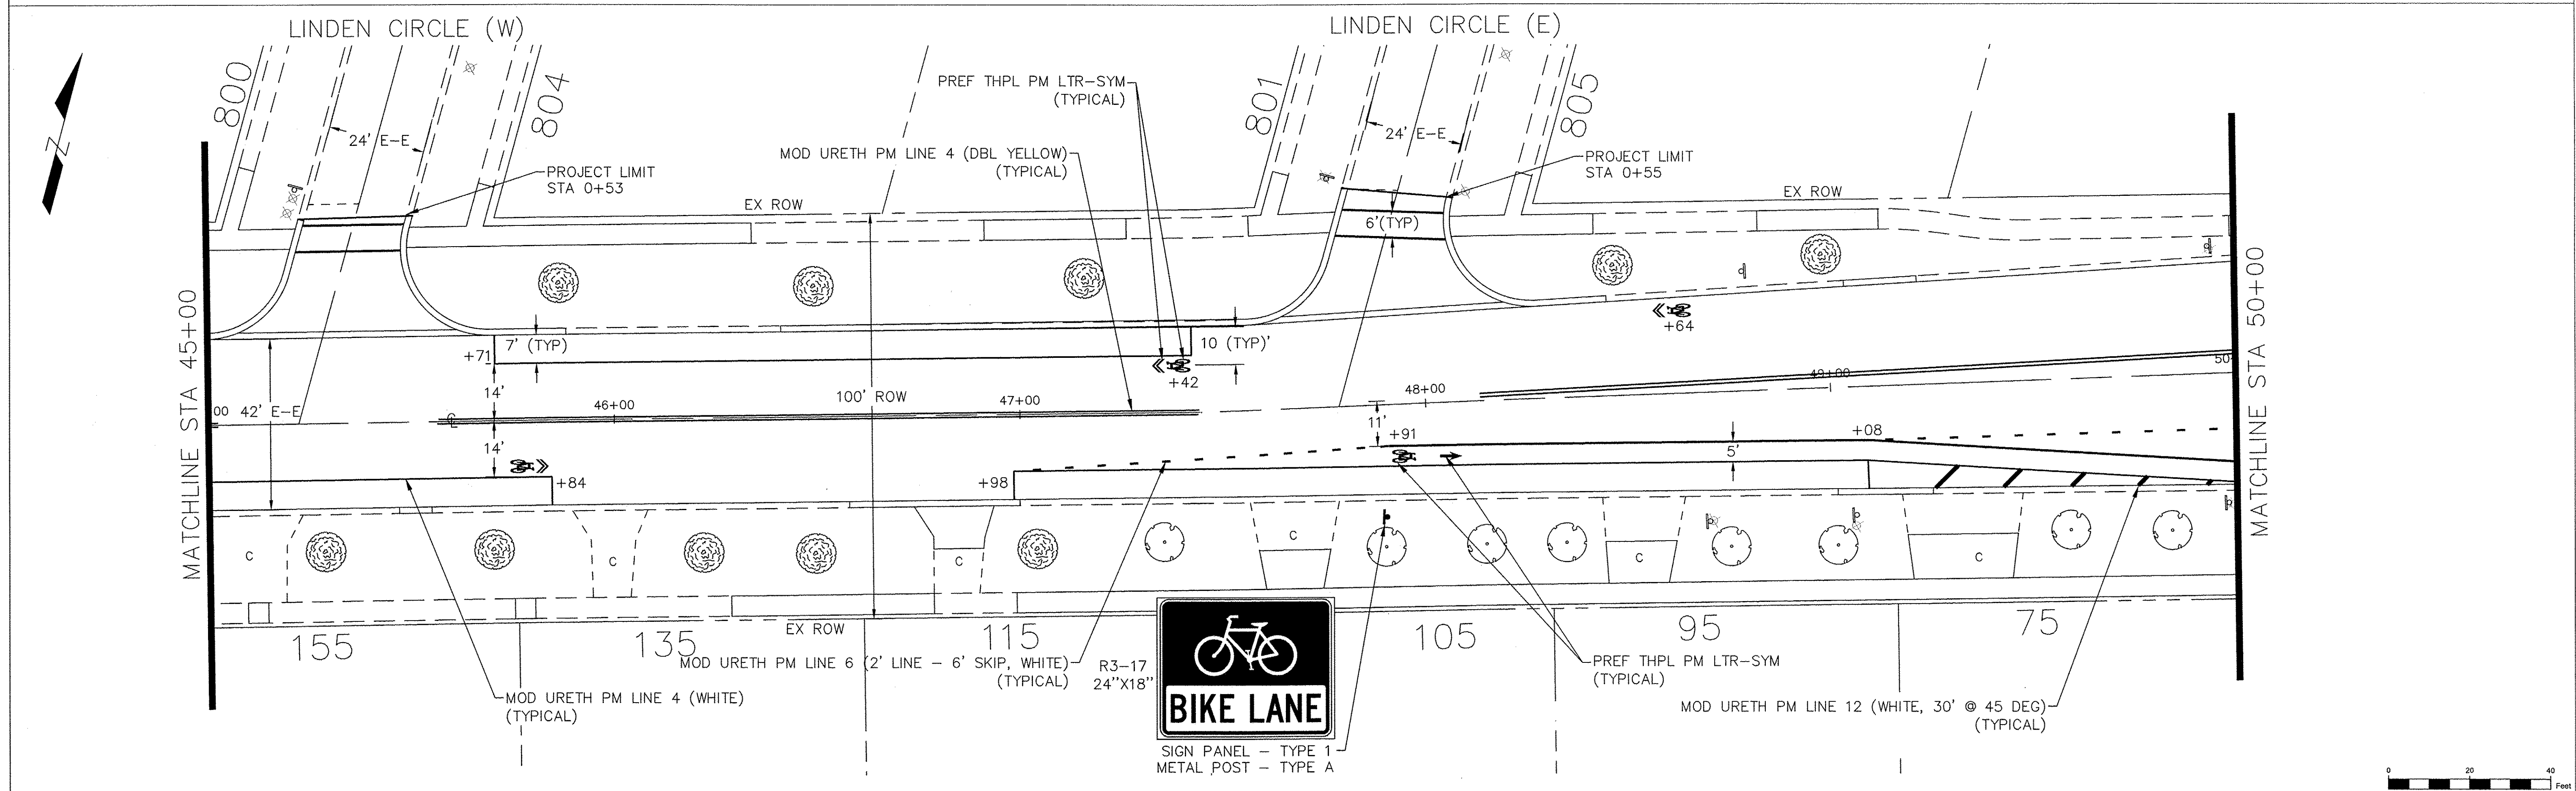 LINDEN CIRCLE (W)
LINDEN CIRCLE (E)
800
804
801
805
24' E-E
24' E-E
PREF THPL PM LTR-SYM
(TYPICAL)
MOD URETH PM LINE 4 (DBL YELLOW)
(TYPICAL)
PROJECT LIMIT
STA 0+53
PROJECT LIMIT
STA 0+55
EX ROW
EX ROW
6'(TYP)
Z
MATCHLINE STA 45+00
MATCHLINE STA 50+00
+71
7' (TYP)
10 (TYP)'
+42
+64
14'
14'
00
42' E-E
46+00
47+00
48+00
49+00
50
100' ROW
11'
+91
+08
5'
+84
+98
C
C
C
C
C
C
155
135
115
105
95
75
EX ROW
MOD URETH PM LINE 6 (2' LINE - 6' SKIP, WHITE)
(TYPICAL)
MOD URETH PM LINE 4 (WHITE)
(TYPICAL)
R3-17
24"X18"
BIKE LANE
SIGN PANEL - TYPE 1
METAL POST - TYPE A
PREF THPL PM LTR-SYM
(TYPICAL)
MOD URETH PM LINE 12 (WHITE, 30' @ 45 DEG)
(TYPICAL)
0 20 40
Feet